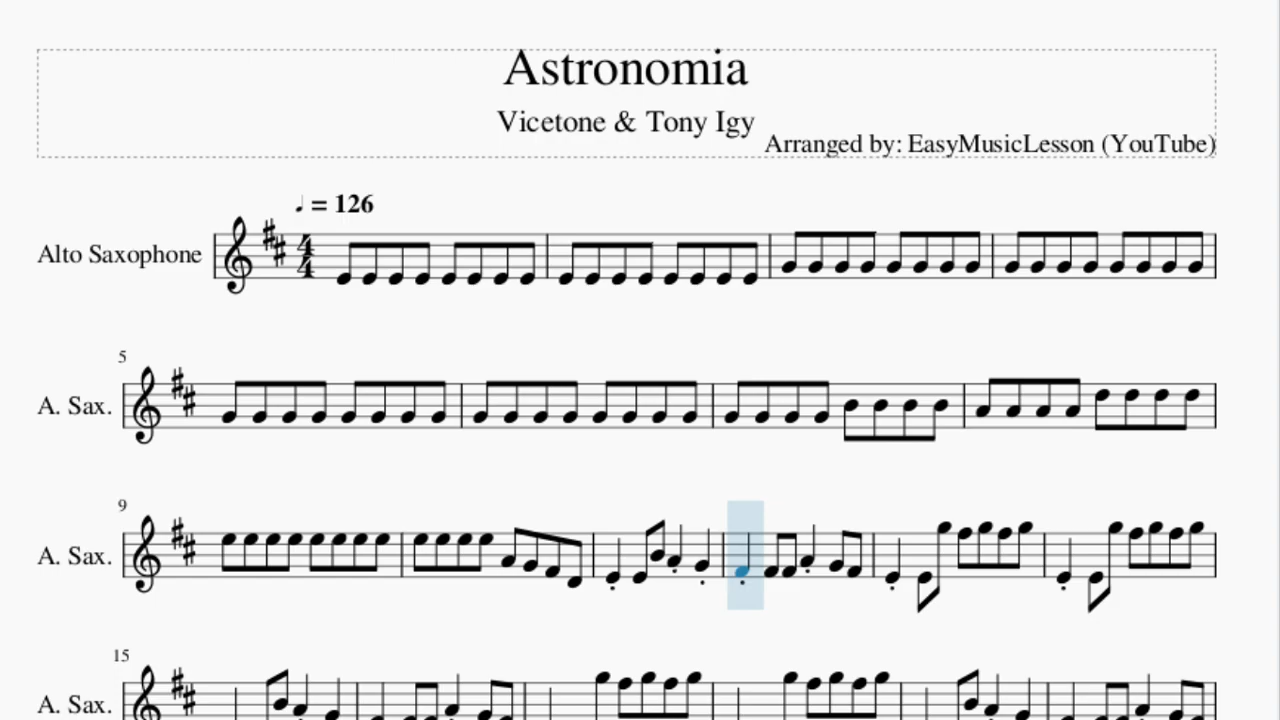 Astronomia
Vicetone & Tony Igy
Arranged by: EasyMusicLesson (YouTube)
♩ = 126
Alto Saxophone
4
4
5
A. Sax.
9
A. Sax.
15
A. Sax.